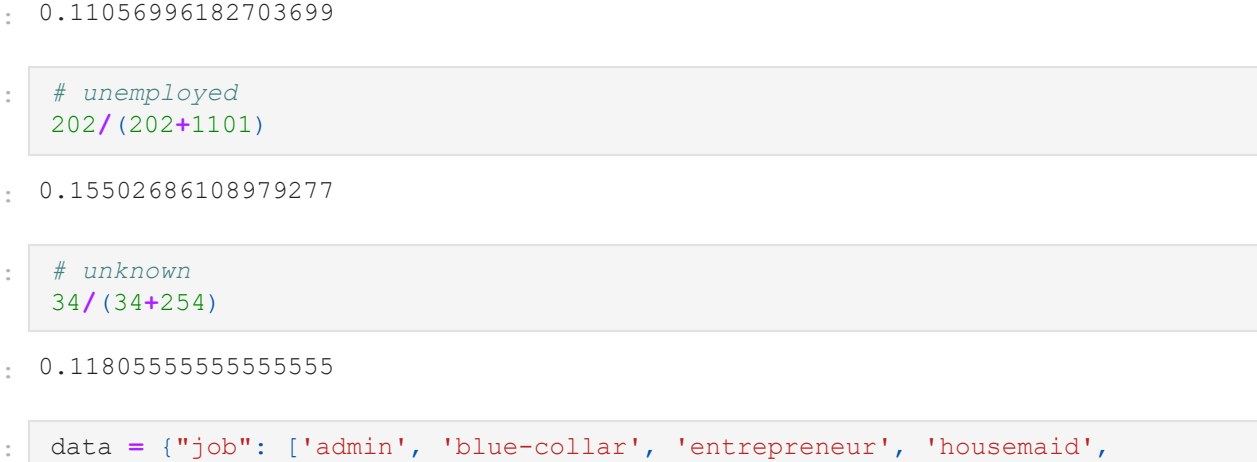 : 0.11056996182703699
: # unemployed
202/(202+1101)
: 0.15502686108979277
: # unknown
34/(34+254)
: 0.11805555555555555
: data = {"job": ['admin', 'blue-collar', 'entrepreneur', 'housemaid',